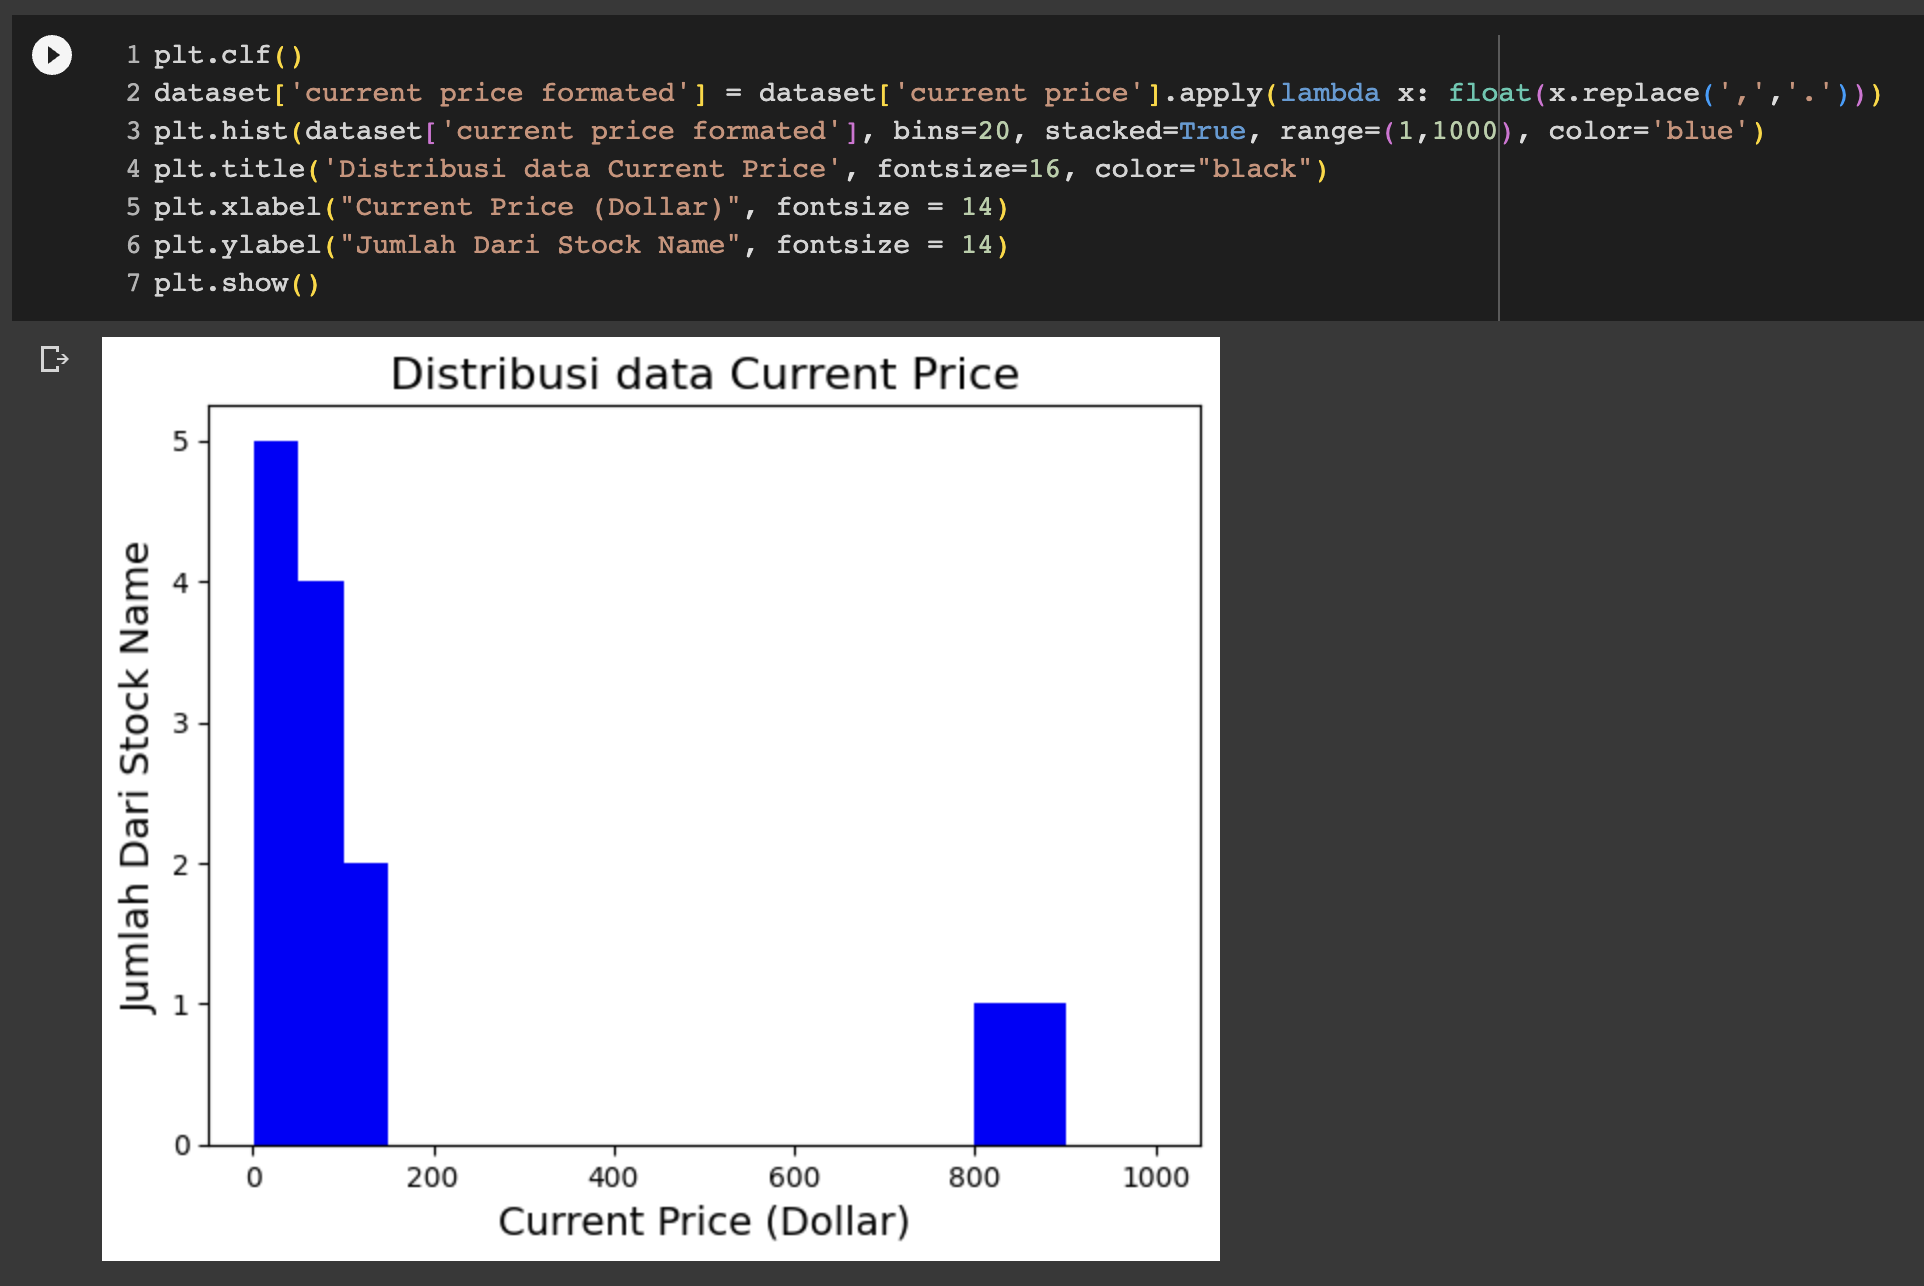 1 plt.clf()
2 dataset['current price formated'] = dataset['current price'].apply(lambda x: float(x.replace(',','.')))
3 plt.hist(dataset['current price formated'], bins=20, stacked=True, range=(1,1000), color='blue')
4 plt.title('Distribusi data Current Price', fontsize=16, color="black")
5 plt.xlabel("Current Price (Dollar)", fontsize = 14)
6 plt.ylabel("Jumlah Dari Stock Name", fontsize = 14)
7 plt.show()
Distribusi data Current Price
Jumlah Dari Stock Name
5
4
3
2
1
0
0 200 400 600 800 1000
Current Price (Dollar)